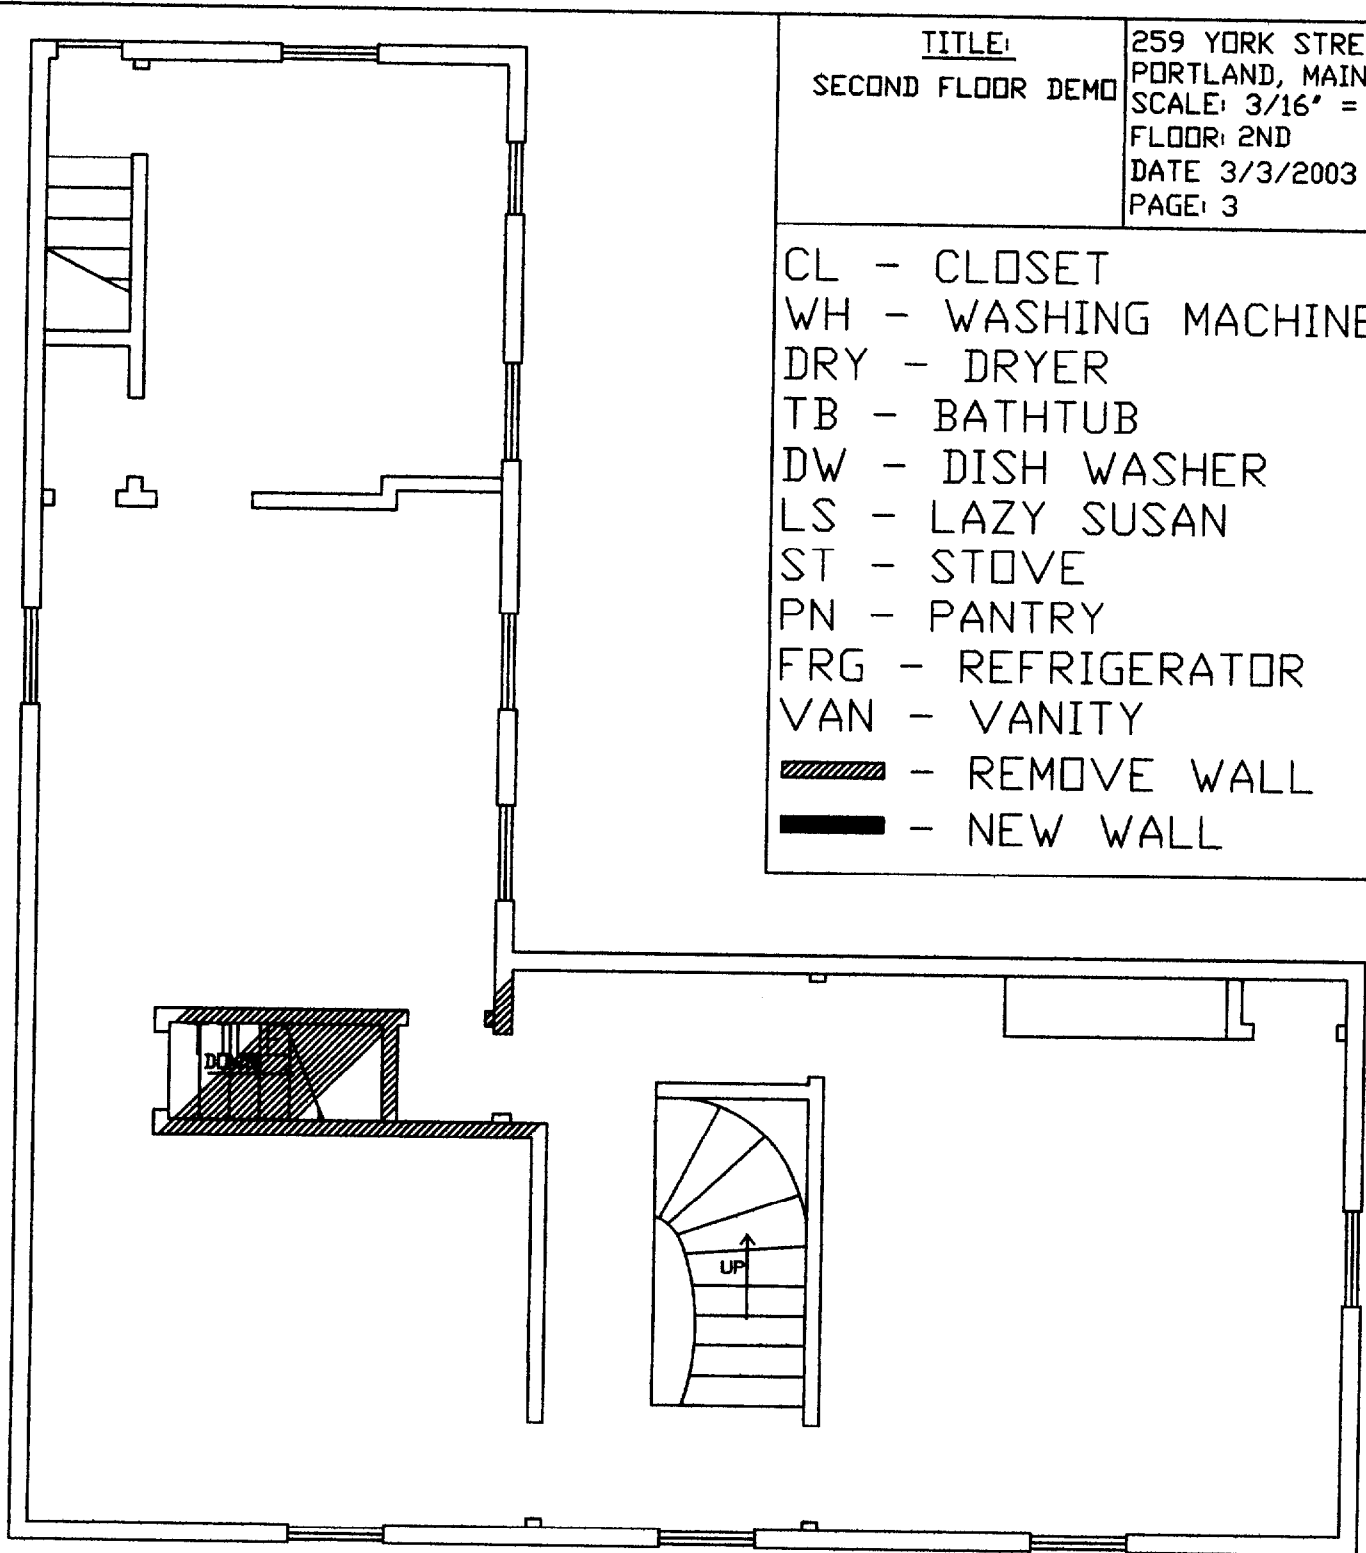 TITLE:
SECOND FLOOR DEMO
259 YORK STRE
PORTLAND, MAIN
SCALE: 3/16" =
FLOOR: 2ND
DATE 3/3/2003
PAGE: 3
CL - CLOSET
WH - WASHING MACHINE
DRY - DRYER
TB - BATHTUB
DW - DISH WASHER
LS - LAZY SUSAN
ST - STOVE
PN - PANTRY
FRG - REFRIGERATOR
VAN - VANITY
- REMOVE WALL
- NEW WALL
DOWN
UP